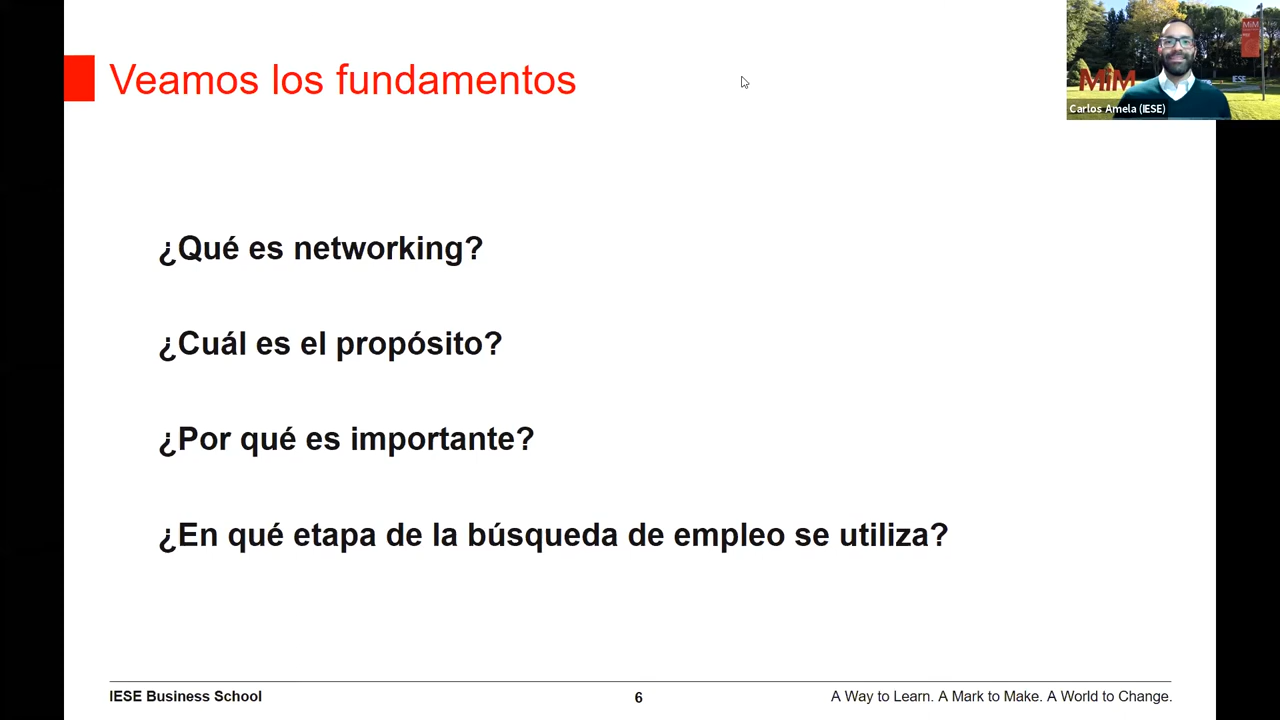 Veamos los fundamentos
MiM
MiM
IESE
Carlos Amela (IESE)
¿Qué es networking?
¿Cuál es el propósito?
¿Por qué es importante?
¿En qué etapa de la búsqueda de empleo se utiliza?
IESE Business School
6
A Way to Learn. A Mark to Make. A World to Change.